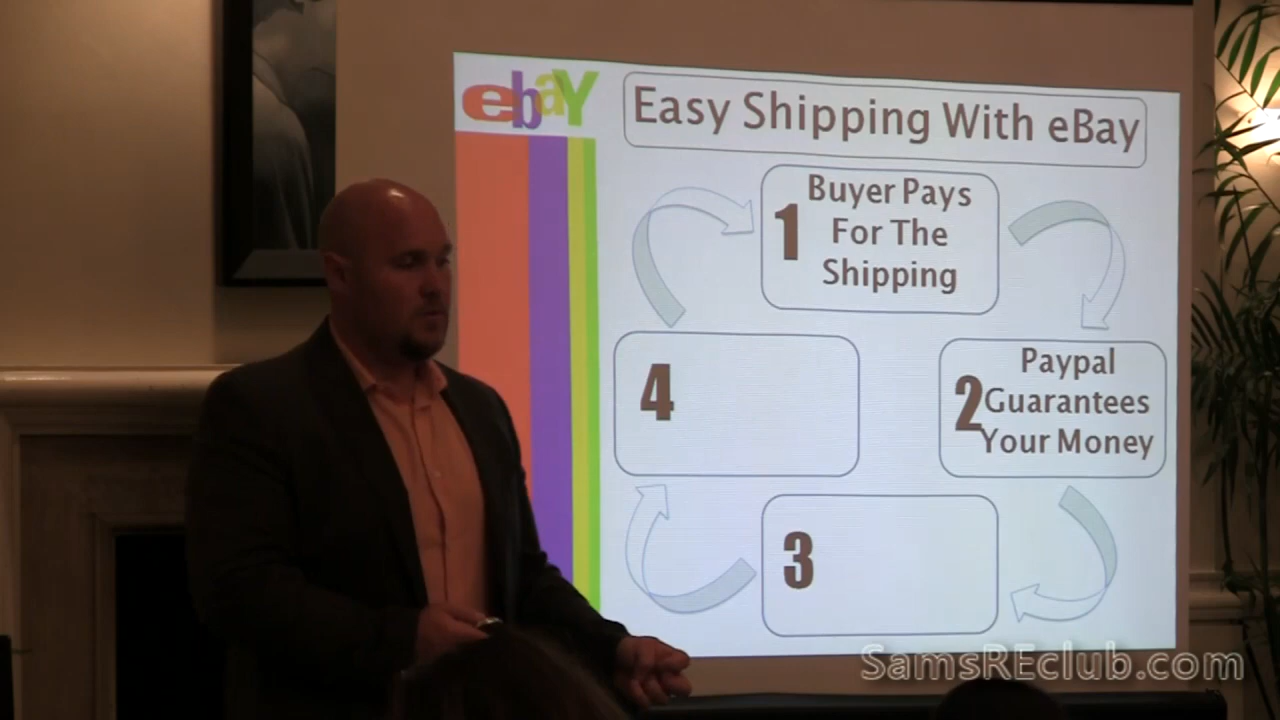 ebaY
Easy Shipping With eBay
1
Buyer Pays
For The
Shipping
2
Paypal
Guarantees
Your Money
3
4
SamsREclub.com